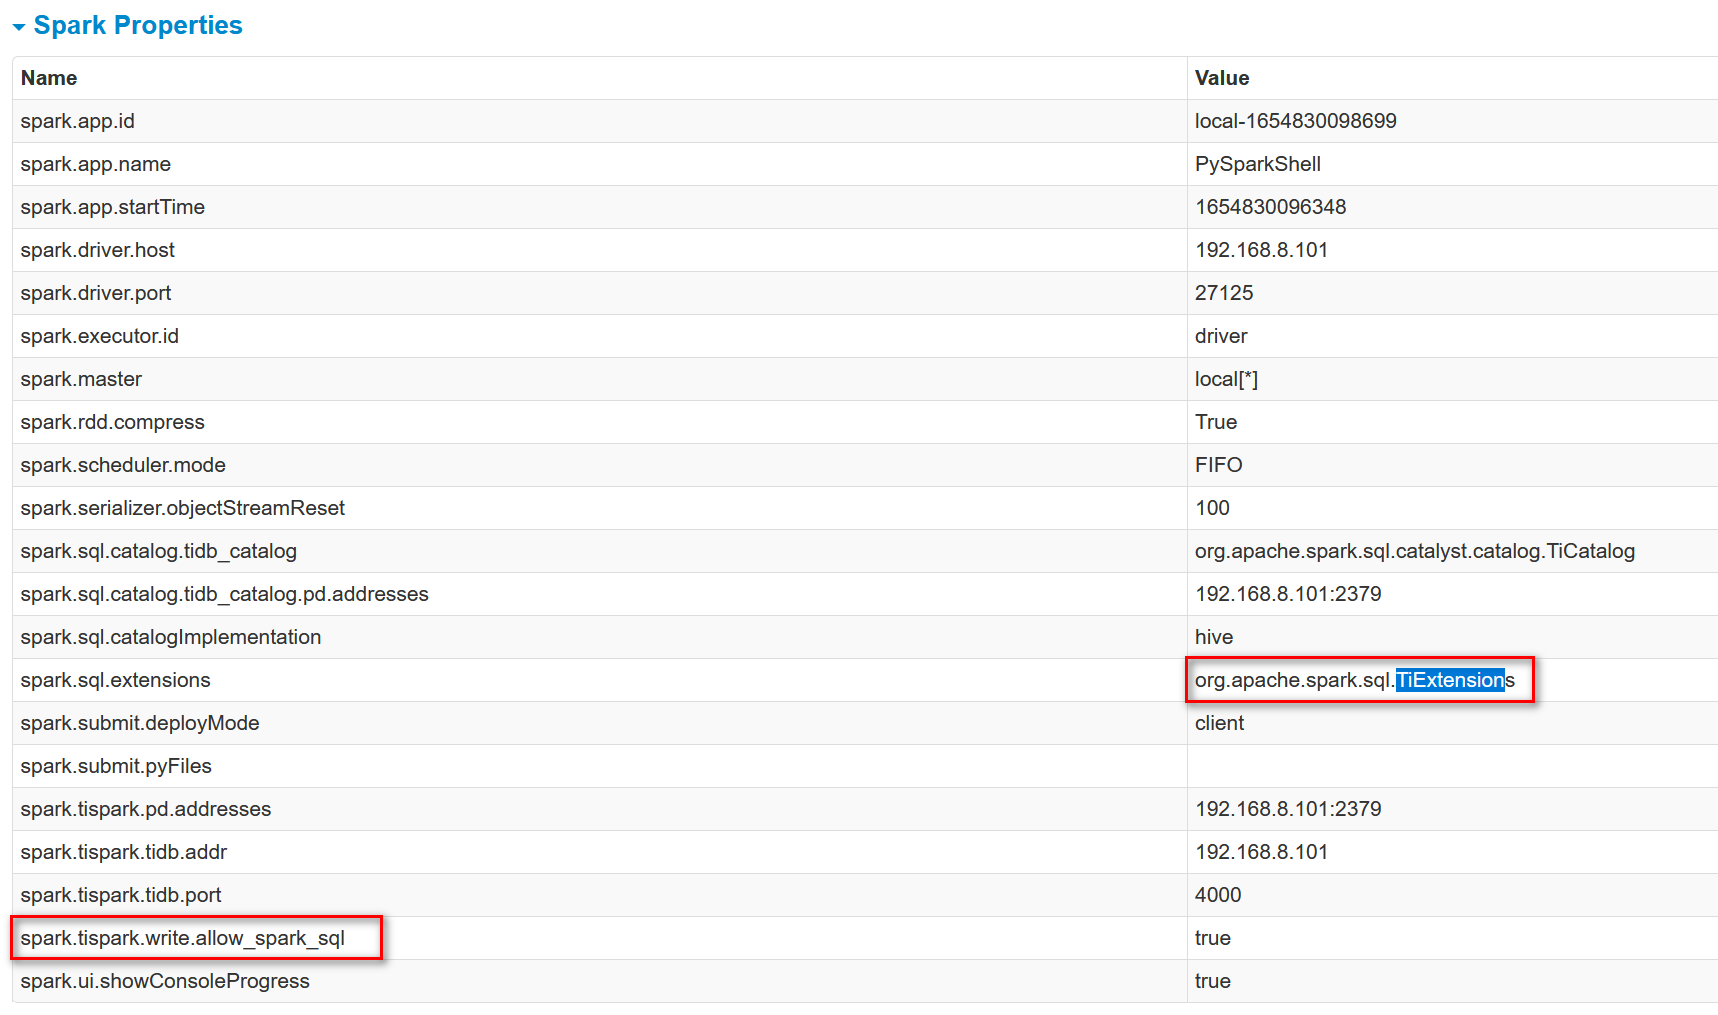 Spark Properties
Name Value
spark.app.id local-1654830098699
spark.app.name PySparkShell
spark.app.startTime 1654830096348
spark.driver.host 192.168.8.101
spark.driver.port 27125
spark.executor.id driver
spark.master local[*]
spark.rdd.compress True
spark.scheduler.mode FIFO
spark.serializer.objectStreamReset 100
spark.sql.catalog.tidb_catalog org.apache.spark.sql.catalyst.catalog.TiCatalog
spark.sql.catalog.tidb_catalog.pd.addresses 192.168.8.101:2379
spark.sql.catalogImplementation hive
spark.sql.extensions org.apache.spark.sql.TiExtensions
spark.submit.deployMode client
spark.submit.pyFiles
spark.tispark.pd.addresses 192.168.8.101:2379
spark.tispark.tidb.addr 192.168.8.101
spark.tispark.tidb.port 4000
spark.tispark.write.allow_spark_sql true
spark.ui.showConsoleProgress true